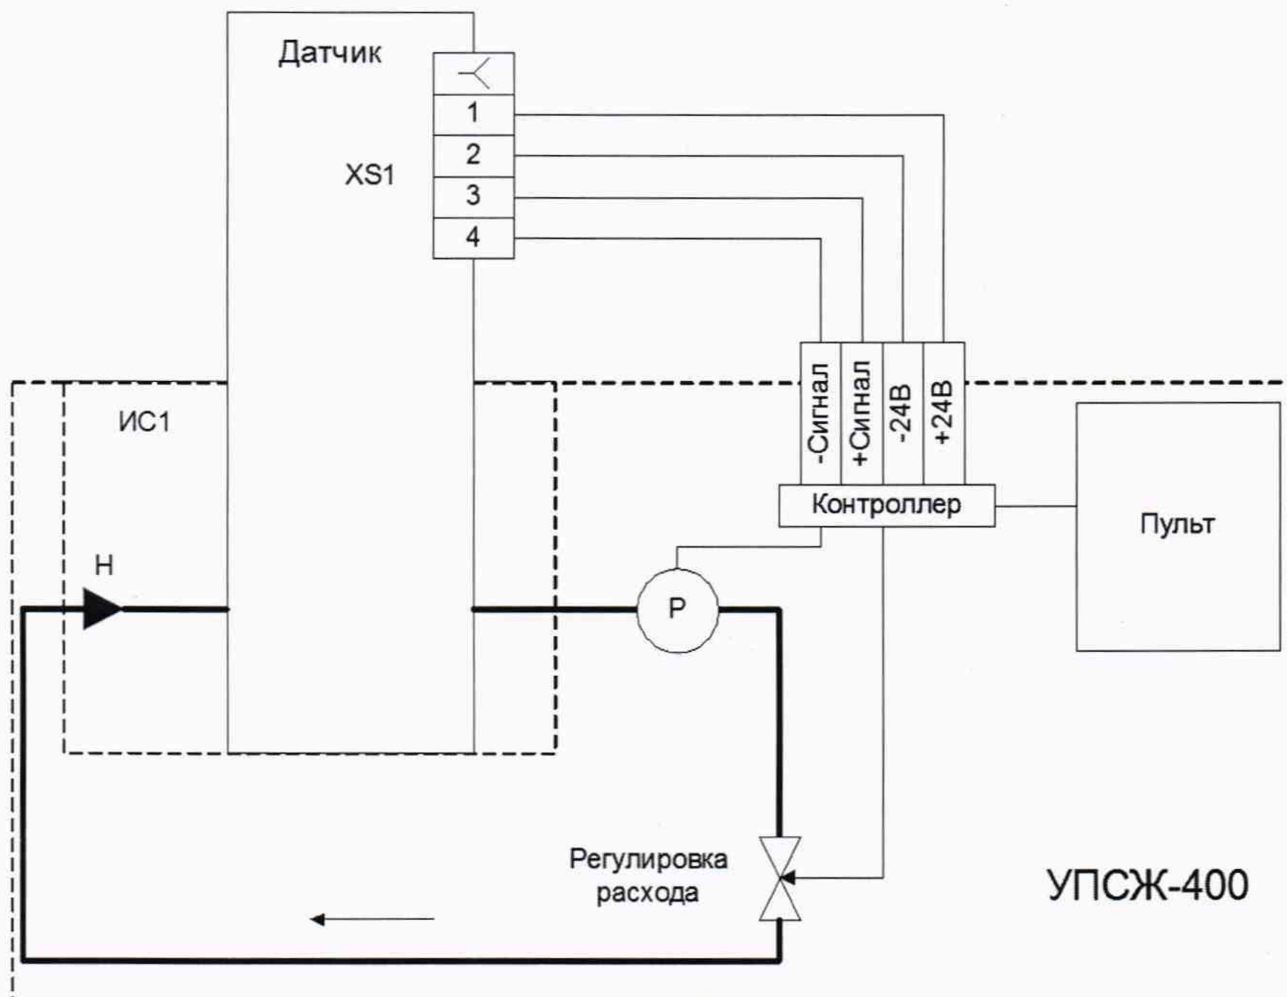 Датчик
XS1
1
2
3
4
-Сигнал
+Сигнал
-24В
+24В
ИС1
Контроллер
Пульт
Н
Р
Регулировка
расхода
УПСЖ-400